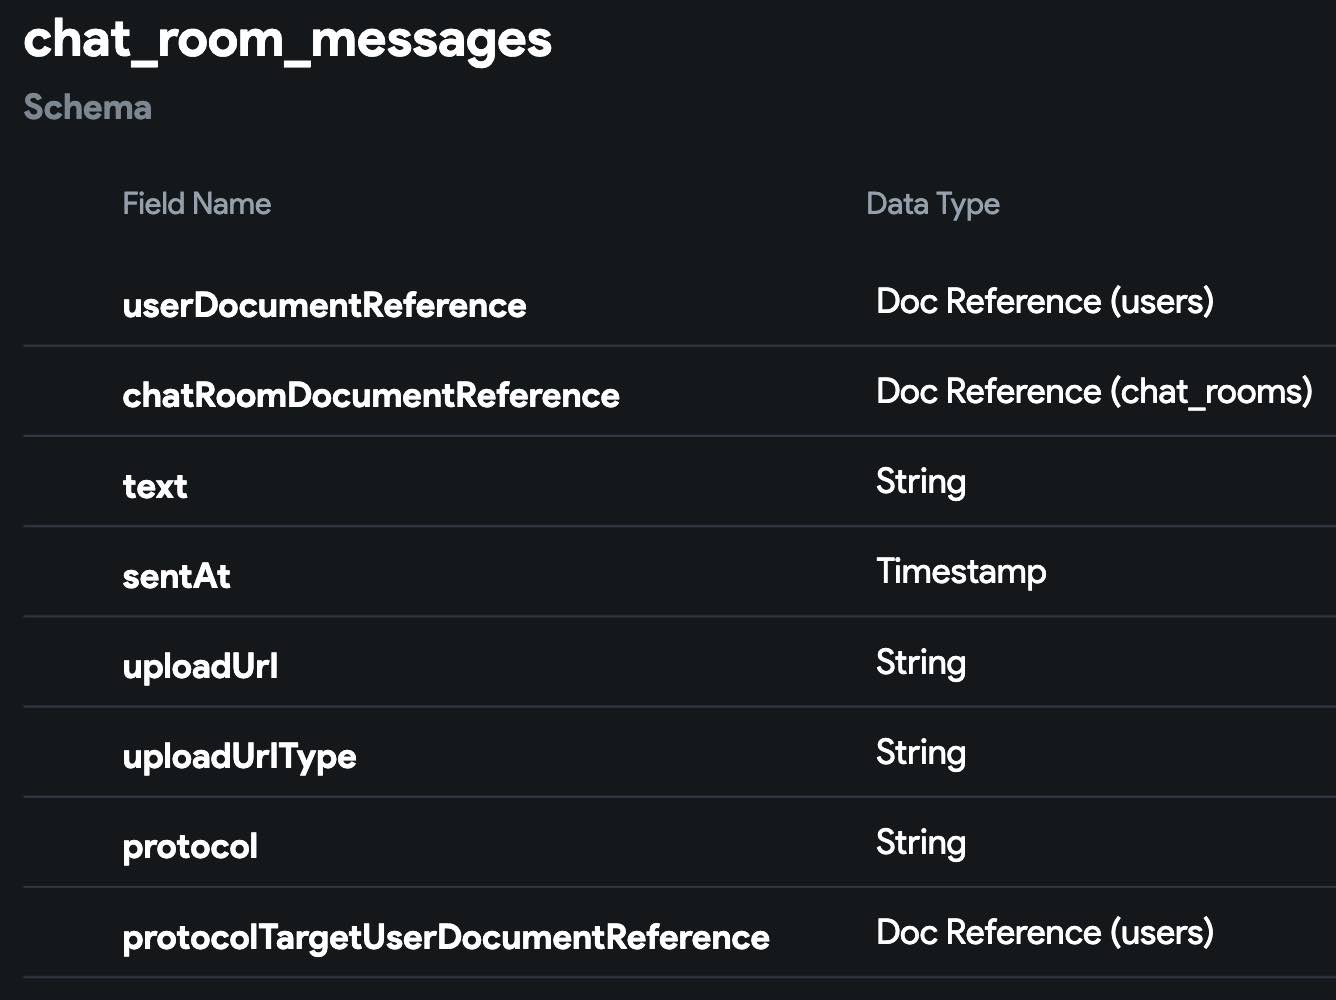 chat_room_messages
Schema
Field Name Data Type
userDocumentReference Doc Reference (users)
chatRoomDocumentReference Doc Reference (chat_rooms)
text String
sentAt Timestamp
uploadUrl String
uploadUrlType String
protocol String
protocolTargetUserDocumentReference Doc Reference (users)